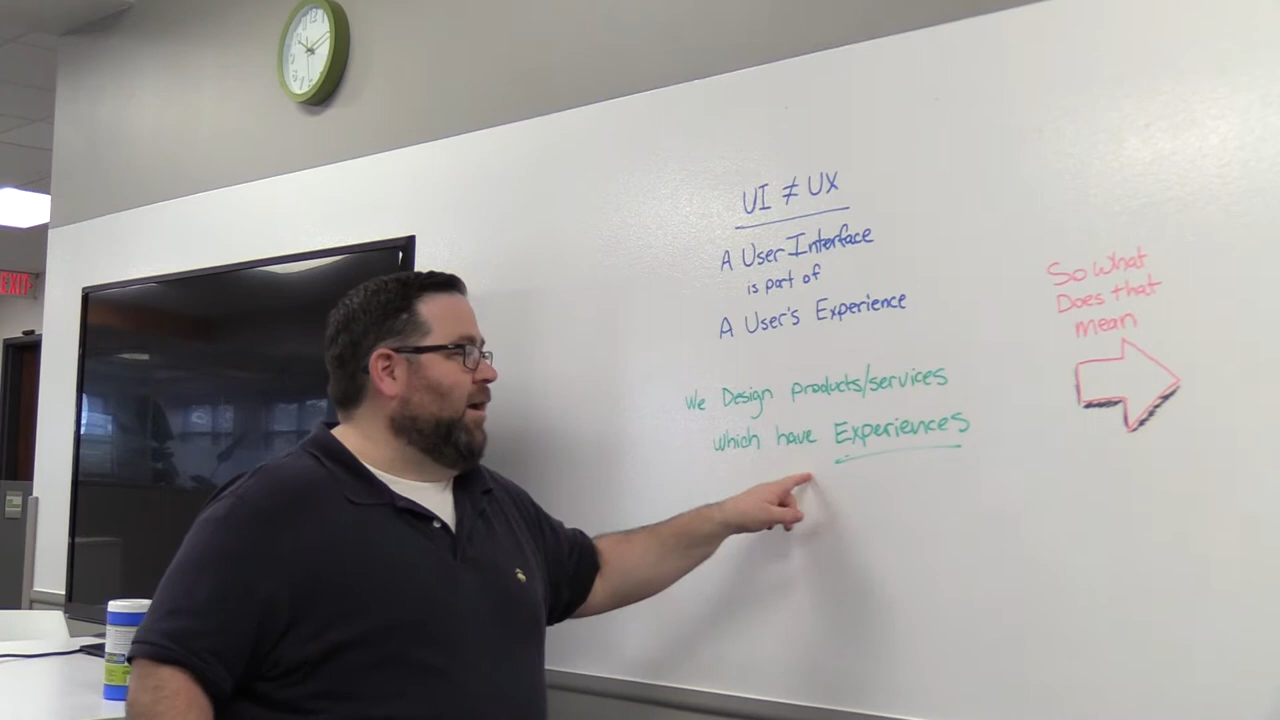 EXIT
UI ≠ UX
A User Interface
is part of
A User's Experience
We Design products/services
which have Experiences
So what
Does that
mean